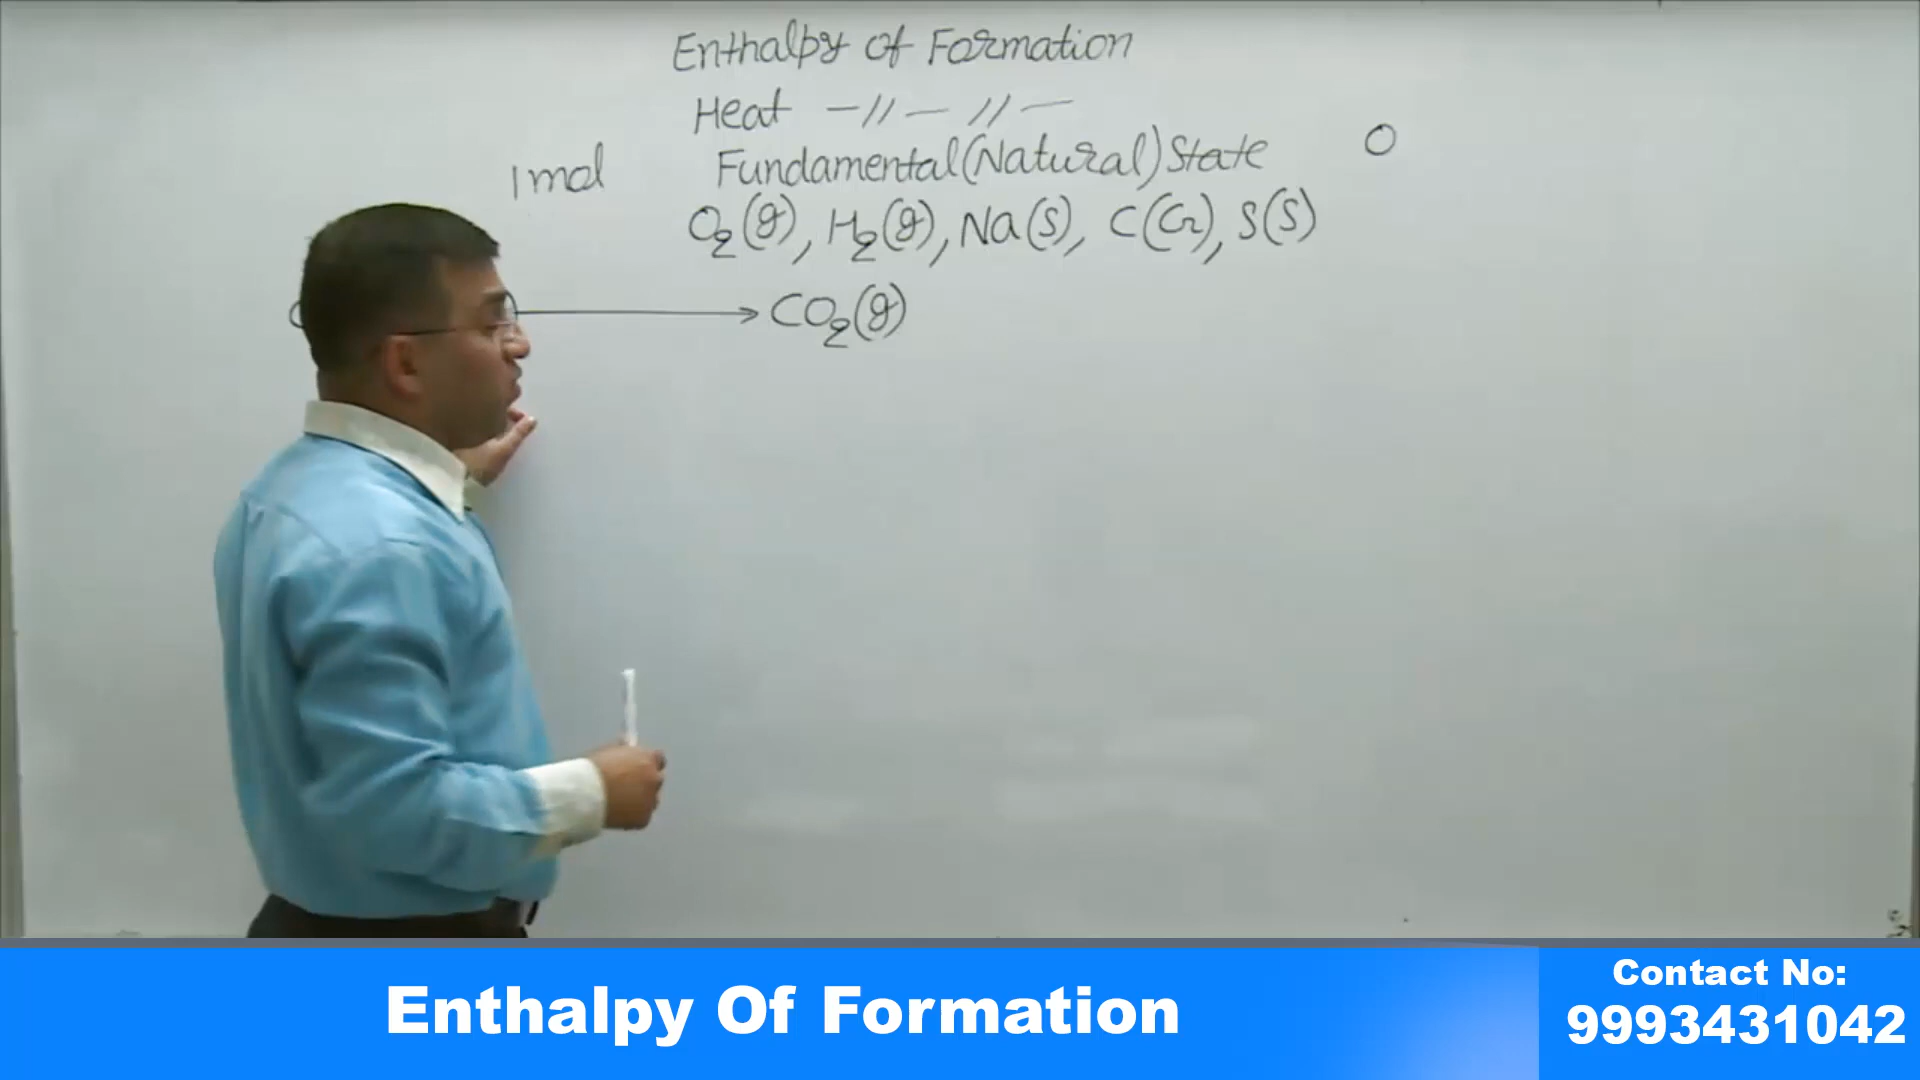 Enthalpy of Formation
Heat —//— //—
1 mol Fundamental (Natural) State O
O2(g), H2(g), Na(s), C(Gr), S(S)
→ CO2(g)
Enthalpy Of Formation
Contact No:
9993431042